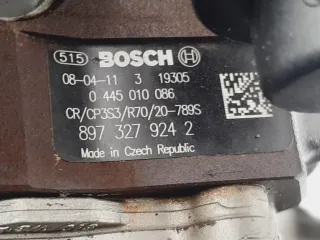 515 BOSCH
08-04-11 3 19305
0 445 010 086
CR/CP3S3/R70/20-789S
897 327 924 2
Made in Czech Republic